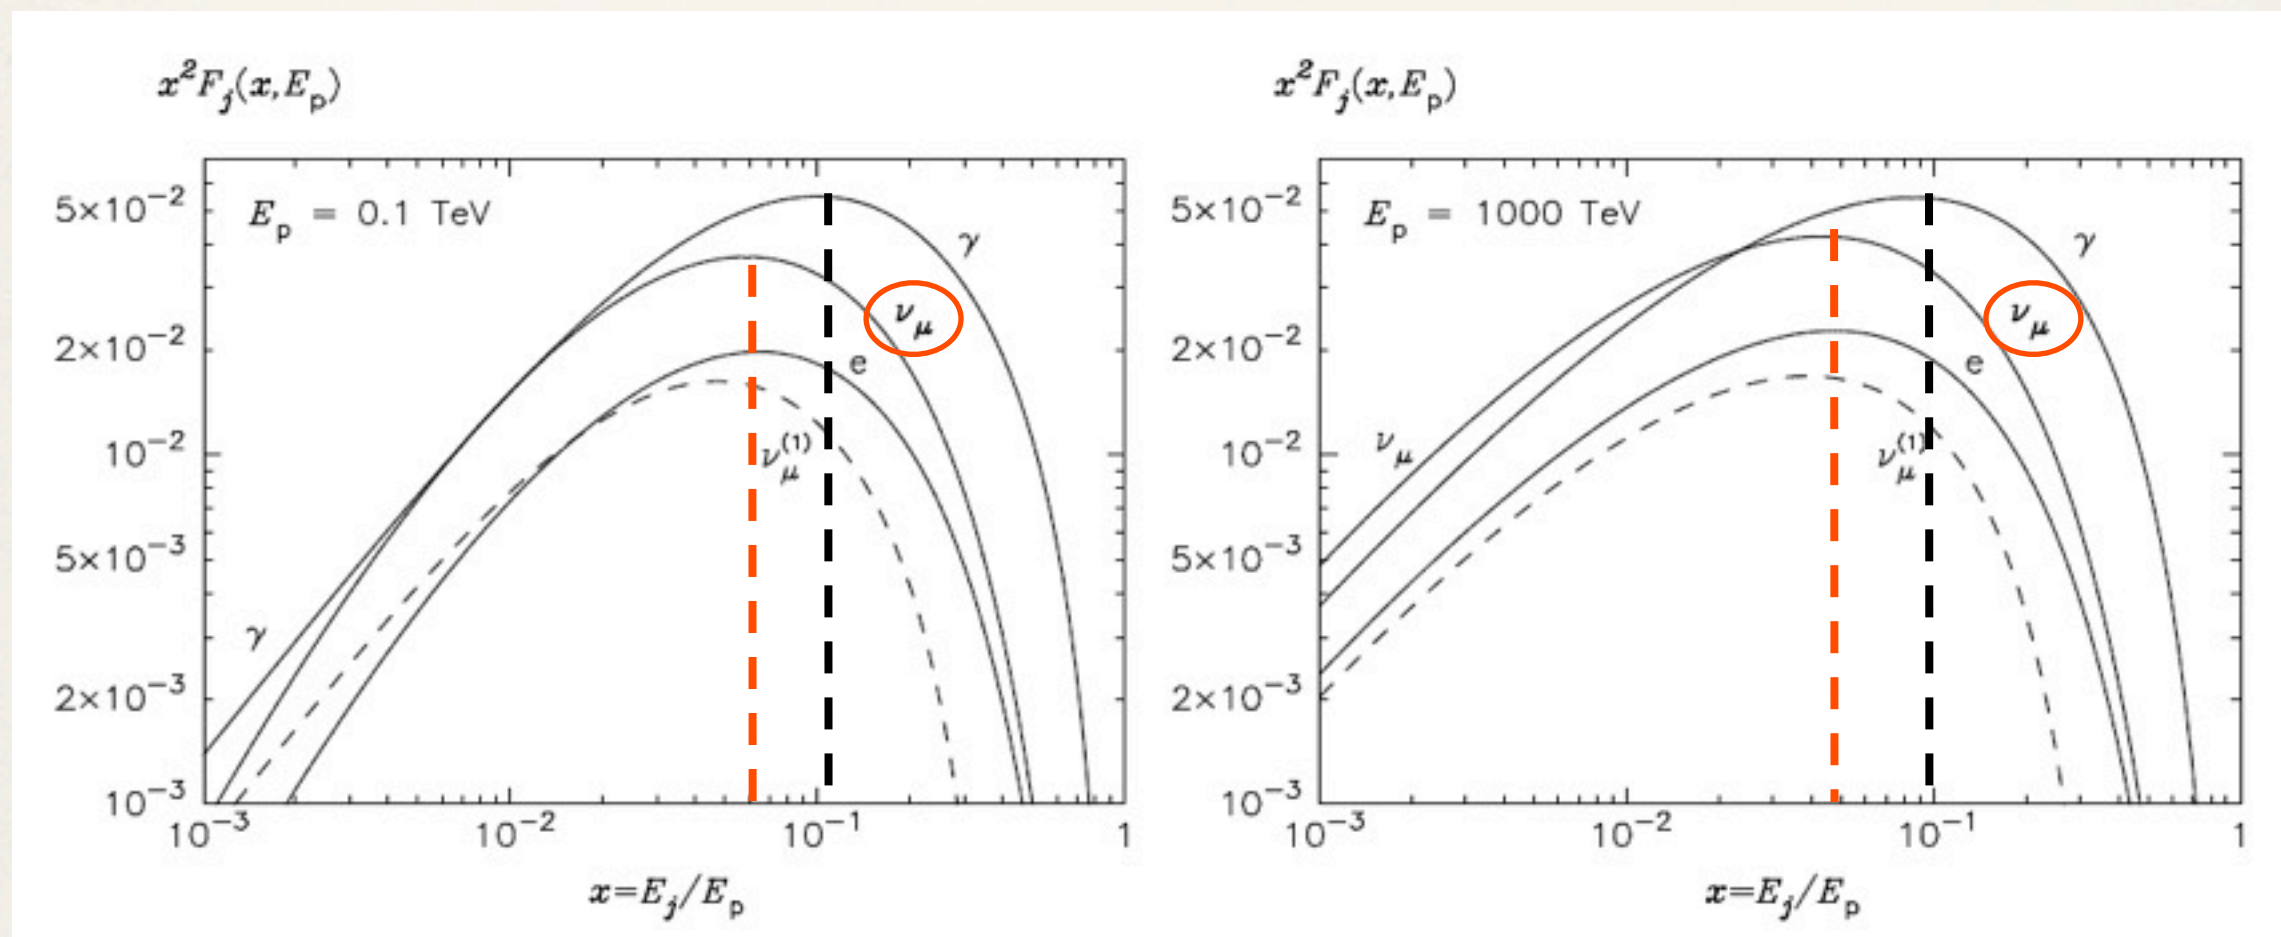 x²F_j(x,E_p)
E_p = 0.1 TeV
5×10⁻²
2×10⁻²
10⁻²
5×10⁻³
2×10⁻³
10⁻³
γ
ν_μ
e
ν_μ⁽¹⁾
γ
10⁻³ 10⁻² 10⁻¹ 1
x=E_j/E_p
x²F_j(x,E_p)
E_p = 1000 TeV
5×10⁻²
2×10⁻²
10⁻²
5×10⁻³
2×10⁻³
10⁻³
γ
ν_μ
e
ν_μ
ν_μ⁽¹⁾
10⁻³ 10⁻² 10⁻¹ 1
x=E_j/E_p